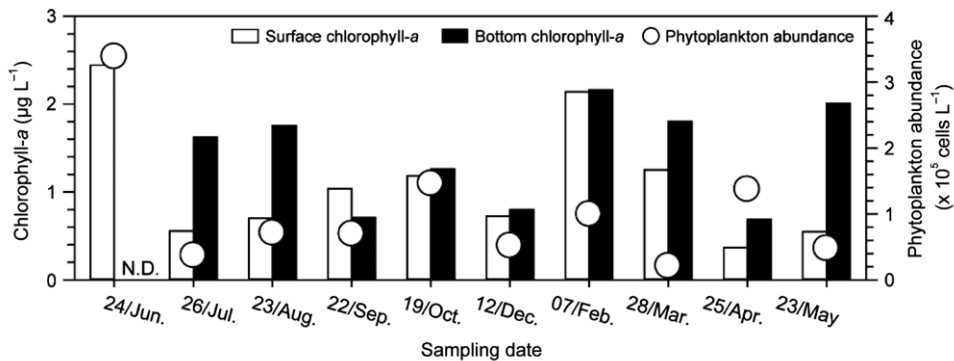 3
2
1
0
Chlorophyll-a (µg L⁻¹)
Surface chlorophyll-a
Bottom chlorophyll-a
Phytoplankton abundance
N.D.
4
3
2
1
0
Phytoplankton abundance
(x 10⁵ cells L⁻¹)
24/Jun.
26/Jul.
23/Aug.
22/Sep.
19/Oct.
12/Dec.
07/Feb.
28/Mar.
25/Apr.
23/May
Sampling date